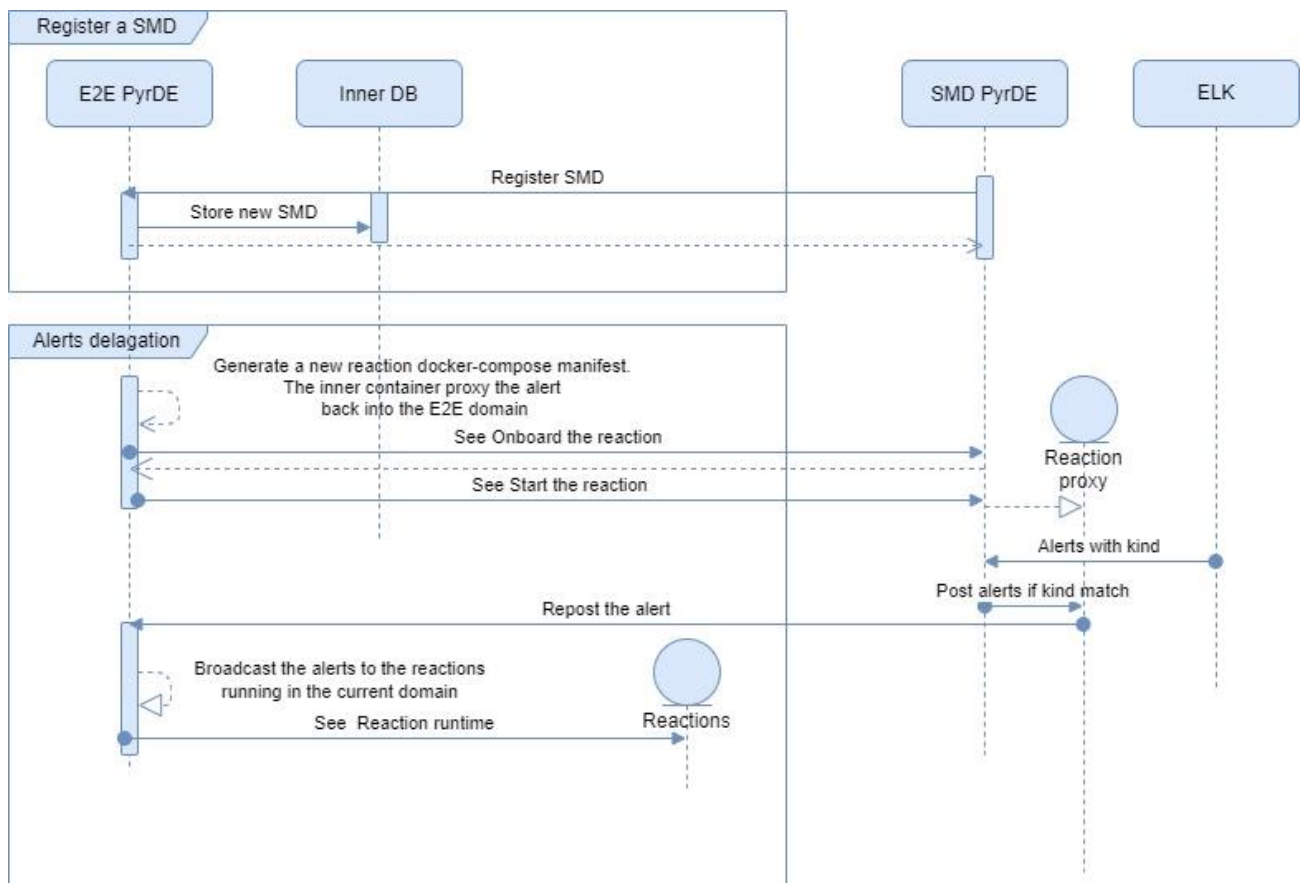 Register a SMD
E2E PyrDE
Inner DB
SMD PyrDE
ELK
Register SMD
Store new SMD
Alerts delagation
Generate a new reaction docker-compose manifest.
The inner container proxy the alert
back into the E2E domain
See Onboard the reaction
Reaction
proxy
See Start the reaction
Alerts with kind
Post alerts if kind match
Repost the alert
Broadcast the alerts to the reactions
running in the current domain
See Reaction runtime
Reactions